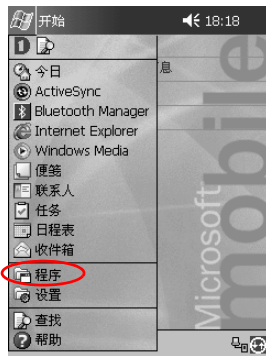 开始 18:18
今日
息
ActiveSync
Bluetooth Manager
Internet Explorer
Windows Media
便笺
联系人
任务
日程表
收件箱
程序
设置
查找
帮助
Microsoft
mobile